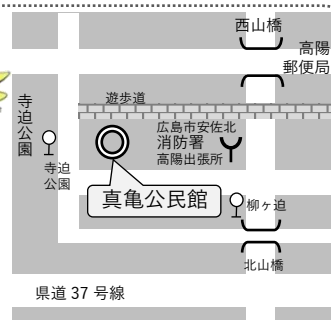 西山橋
高陽
郵便局
遊歩道
寺迫公園
広島市安佐北
消防署
高陽出張所
寺迫
公園
真亀公民館
柳ヶ迫
北山橋
県道 37 号線